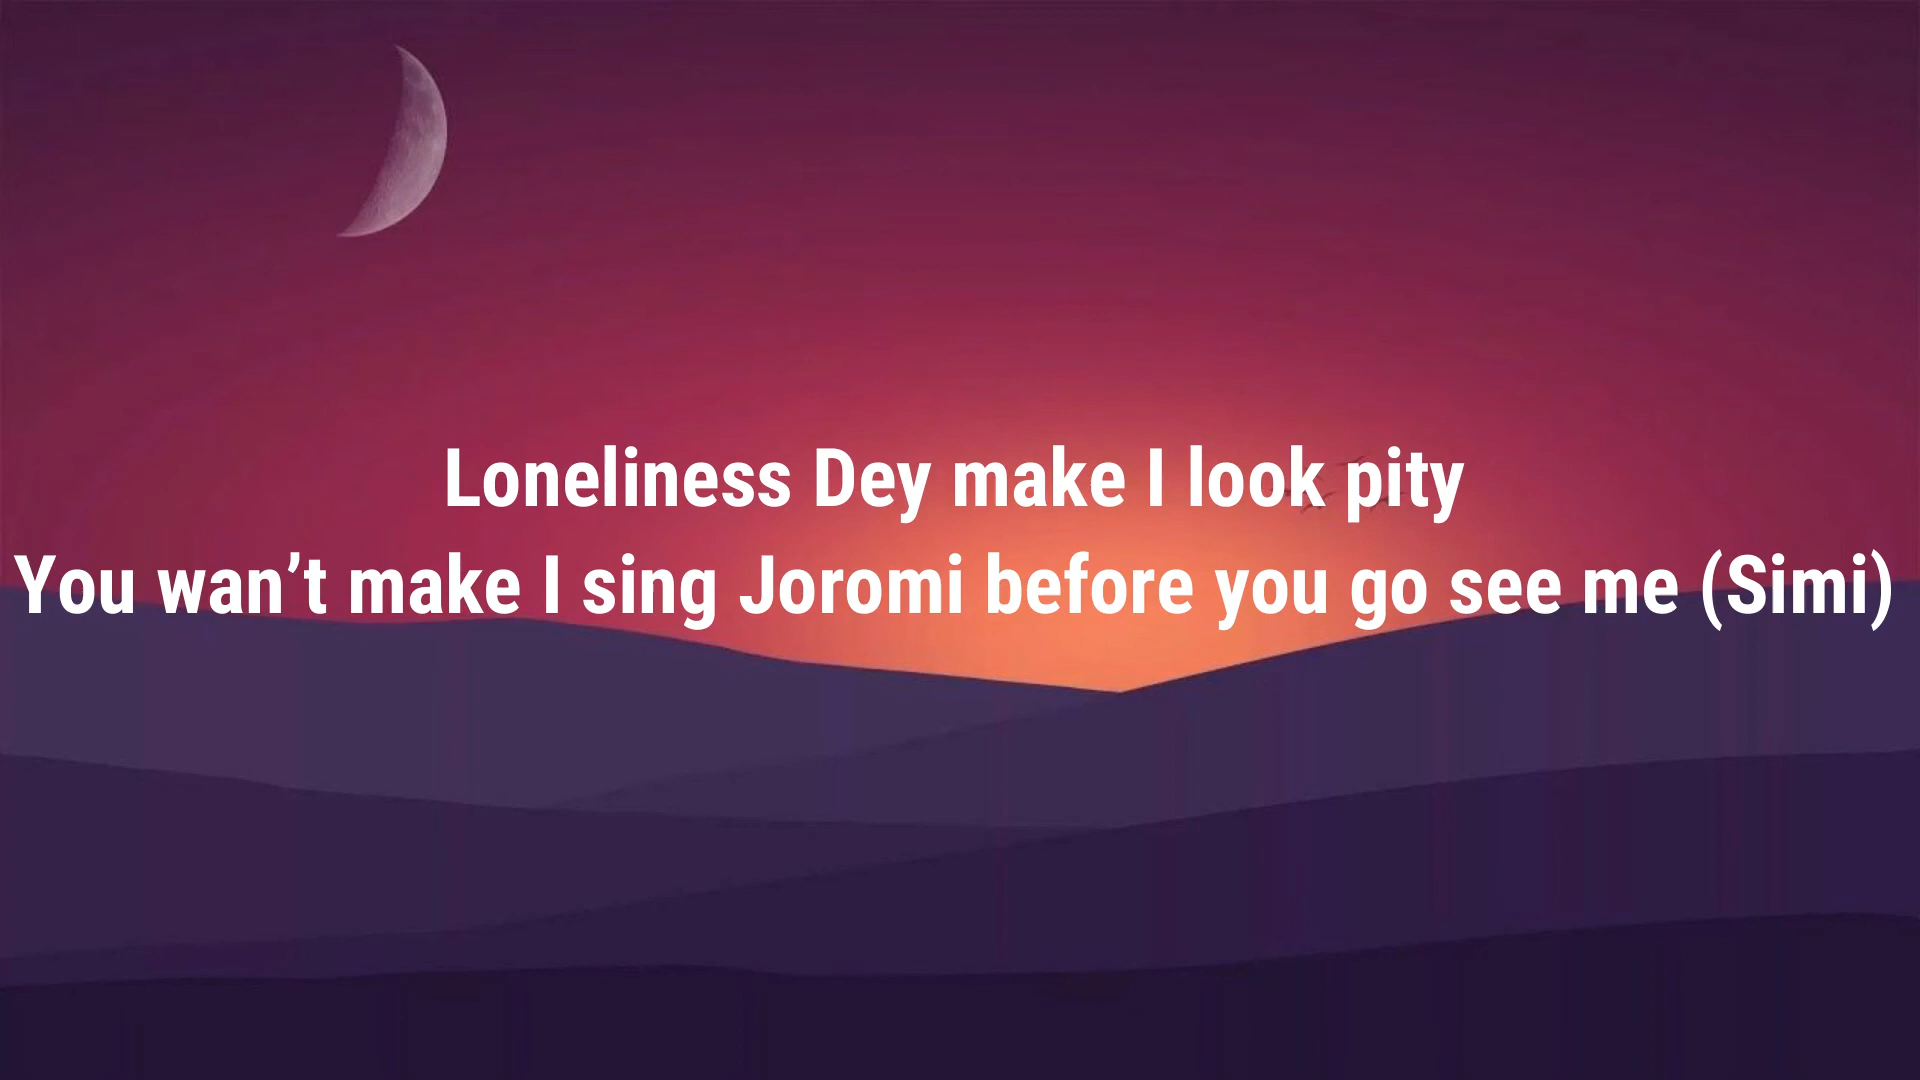 Loneliness Dey make I look pity
You wan’t make I sing Joromi before you go see me (Simi)